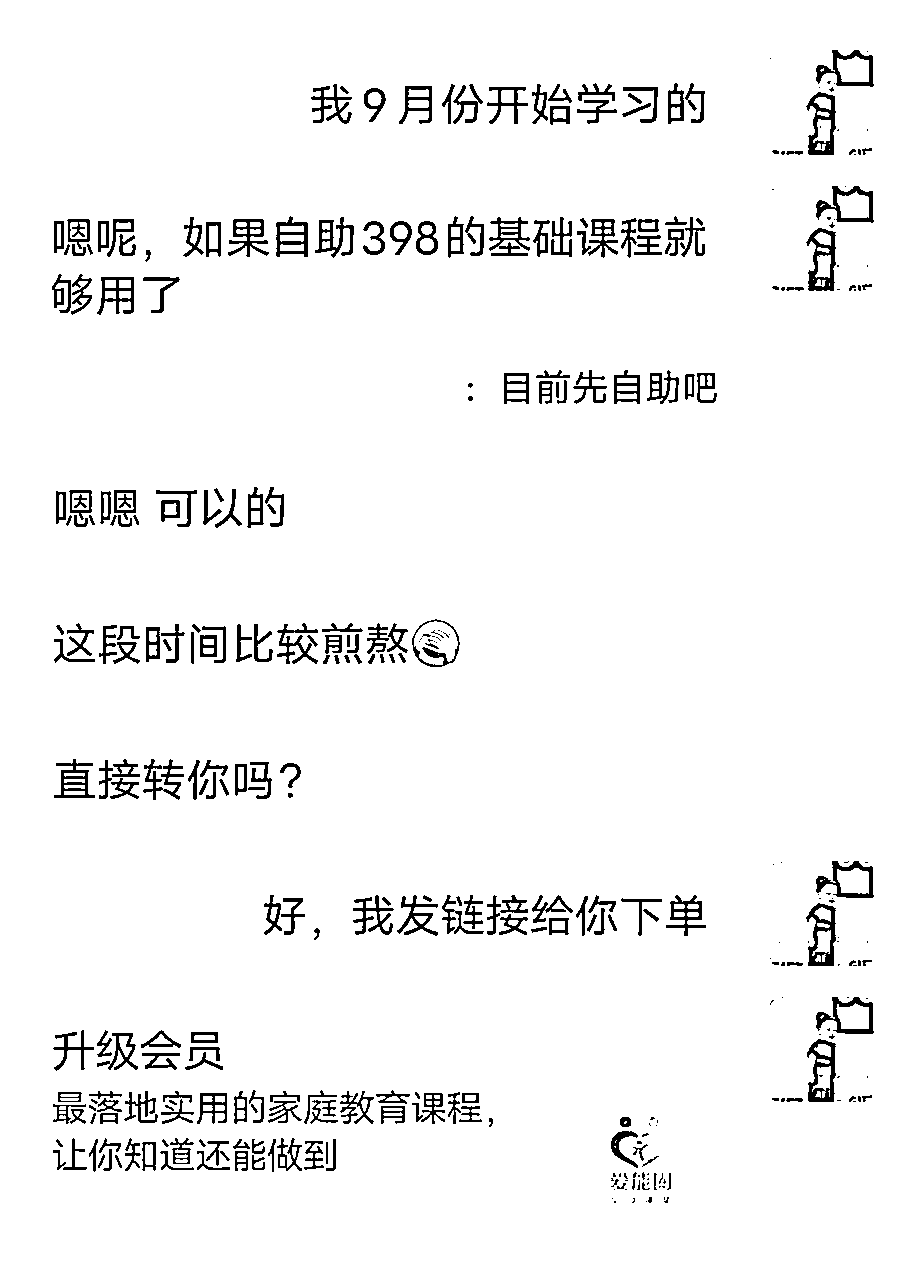 我9月份开始学习的
嗯呢，如果自助398的基础课程就
够用了
：目前先自助吧
嗯嗯 可以的
这段时间比较煎熬
直接转你吗？
好，我发链接给你下单
升级会员
最落地实用的家庭教育课程，
让你知道还能做到